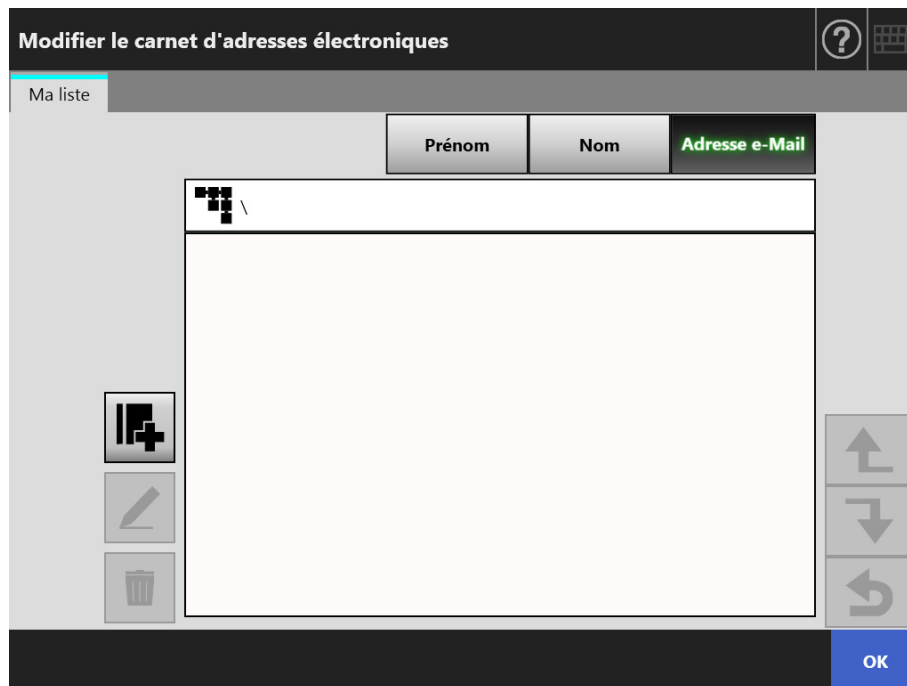 Modifier le carnet d'adresses électroniques
?
Ma liste
Prénom Nom Adresse e-Mail
\
OK